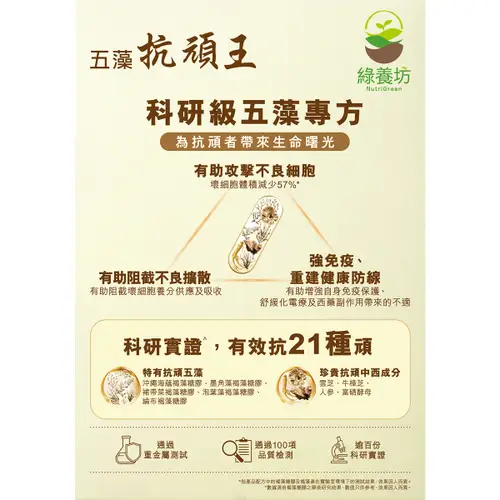 五藻抗頑王
綠養坊
NutriGreen
科研級五藻專方
為抗頑者帶來生命曙光
有助攻擊不良細胞
壞細胞體積減少57%*
有助阻截不良擴散
有助阻截壞細胞養分供應及吸收
強免疫、
重建健康防線
有助增強自身免疫保護、
舒緩化電療及西藥副作用帶來的不適
科研實證^，有效抗21種頑
特有抗頑五藻
沖繩海蘊褐藻糖膠、墨角藻褐藻糖膠、
裙帶菜褐藻糖膠、泡葉藻褐藻糖膠、
綸布褐藻糖膠
珍貴抗頑中西成分
雲芝、牛樟芝、
人參、富硒酵母
通過
重金屬測試
通過100項
品質檢測
逾百份
科研實證